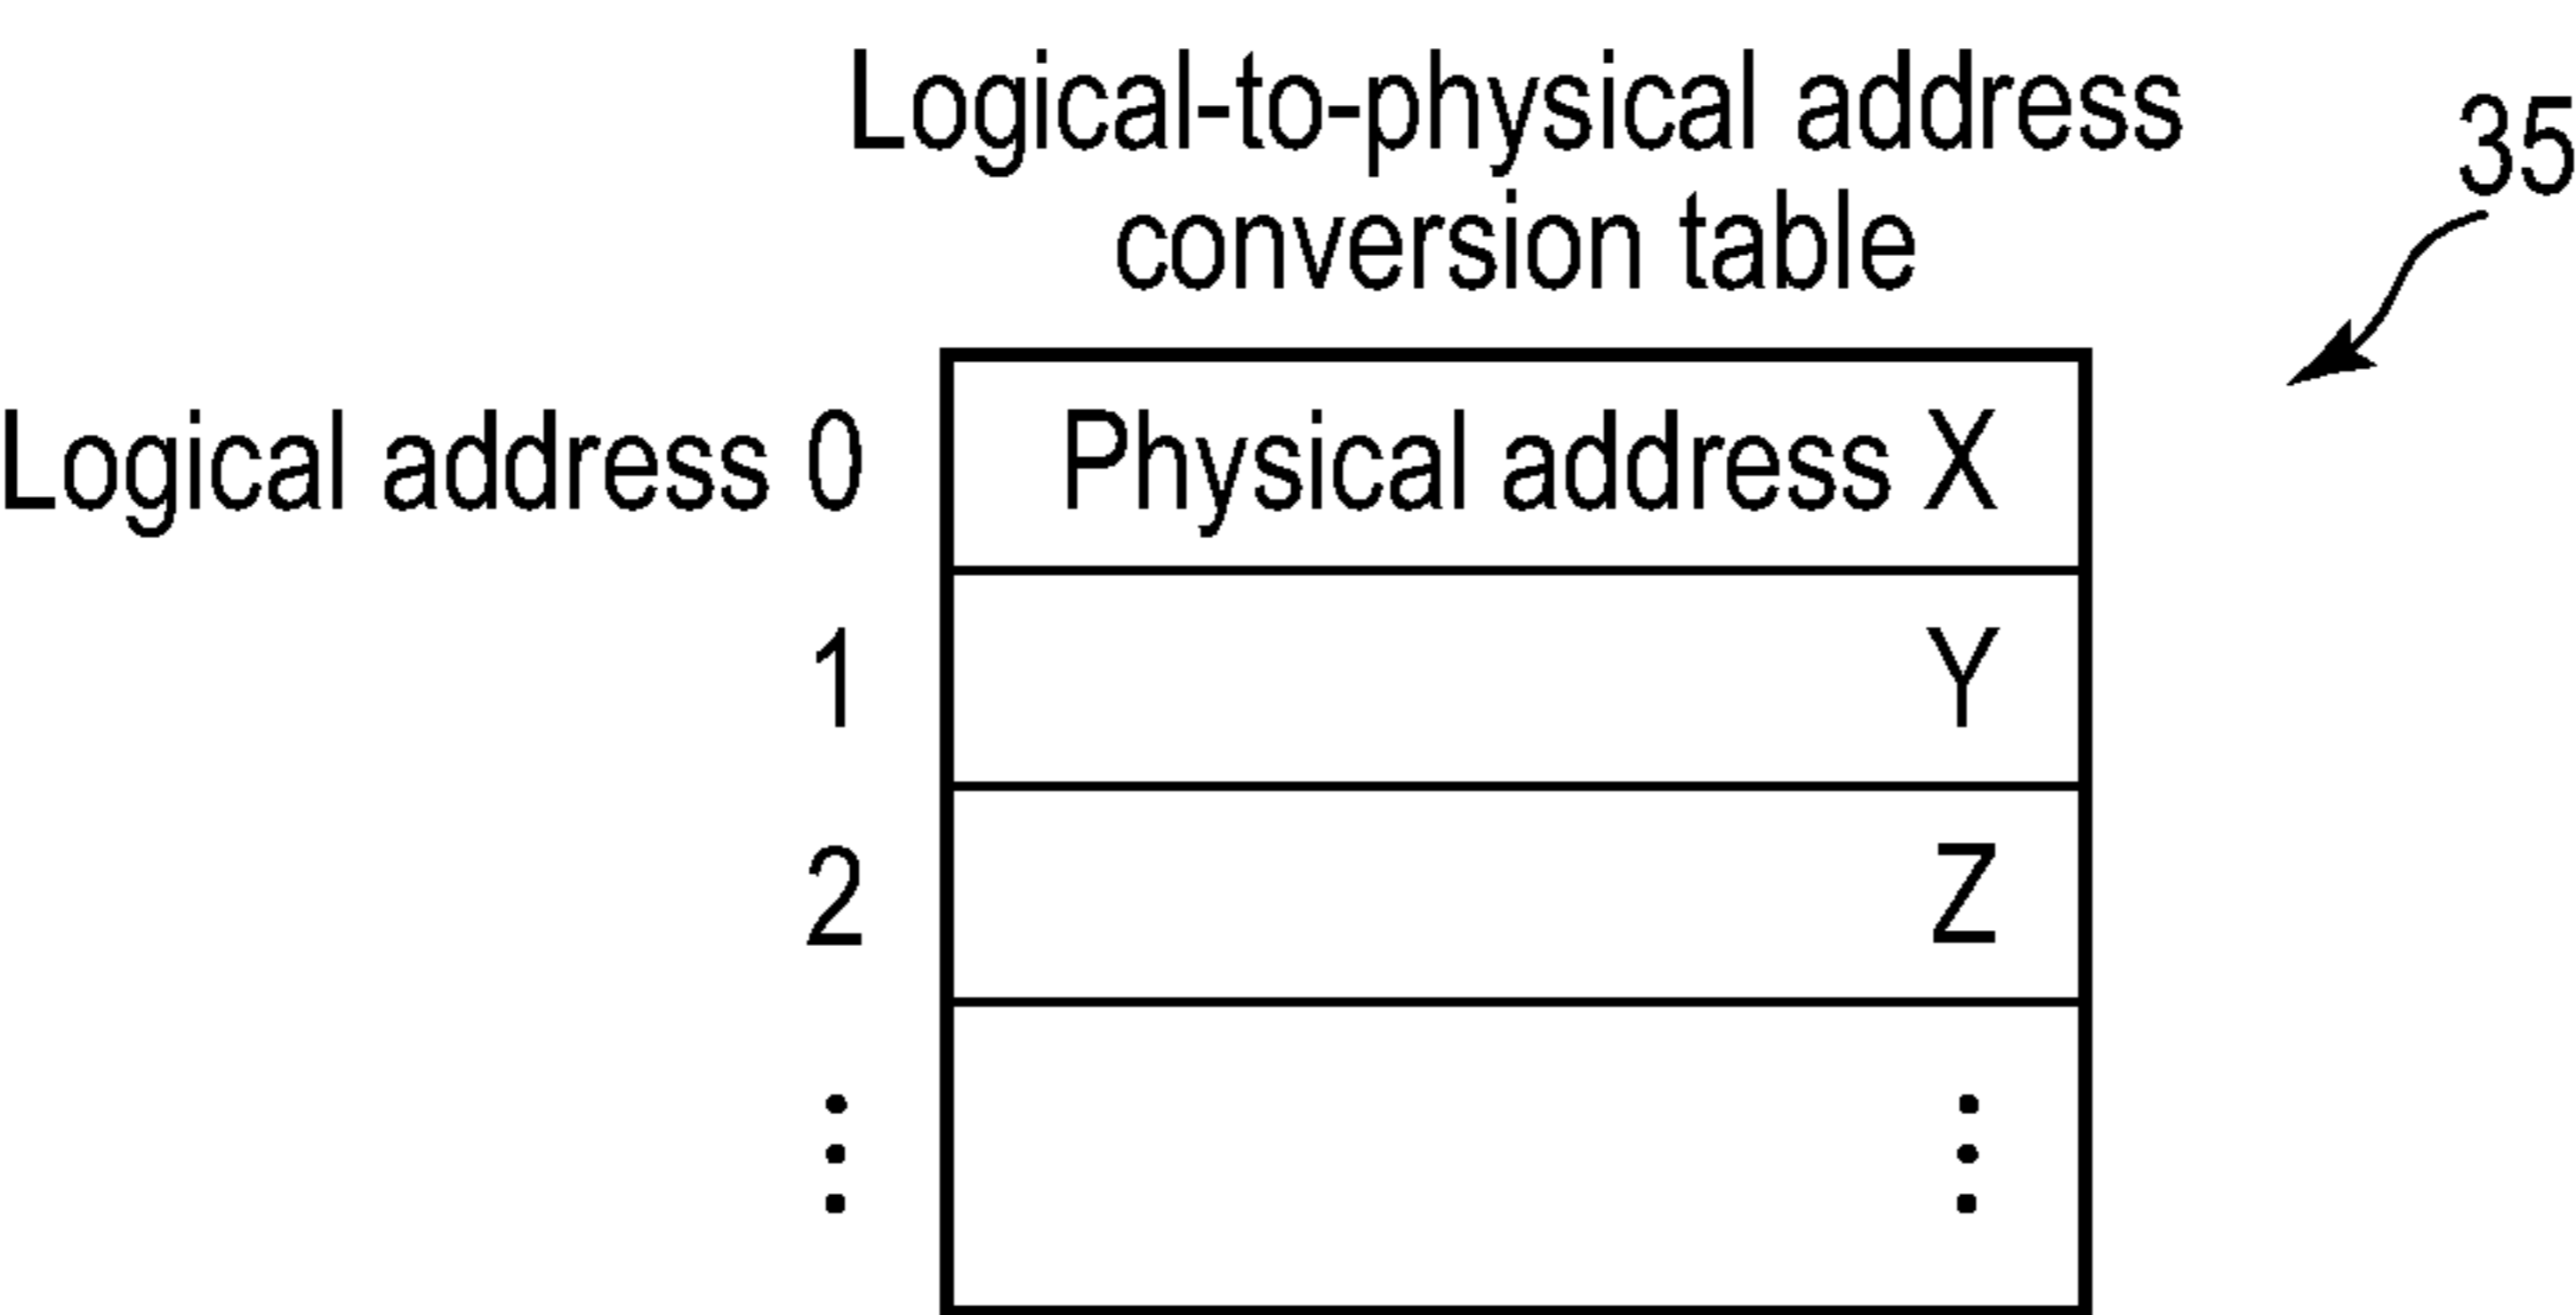 Logical-to-physical address
conversion table
35
Logical address 0 Physical address X
1 Y
2 Z